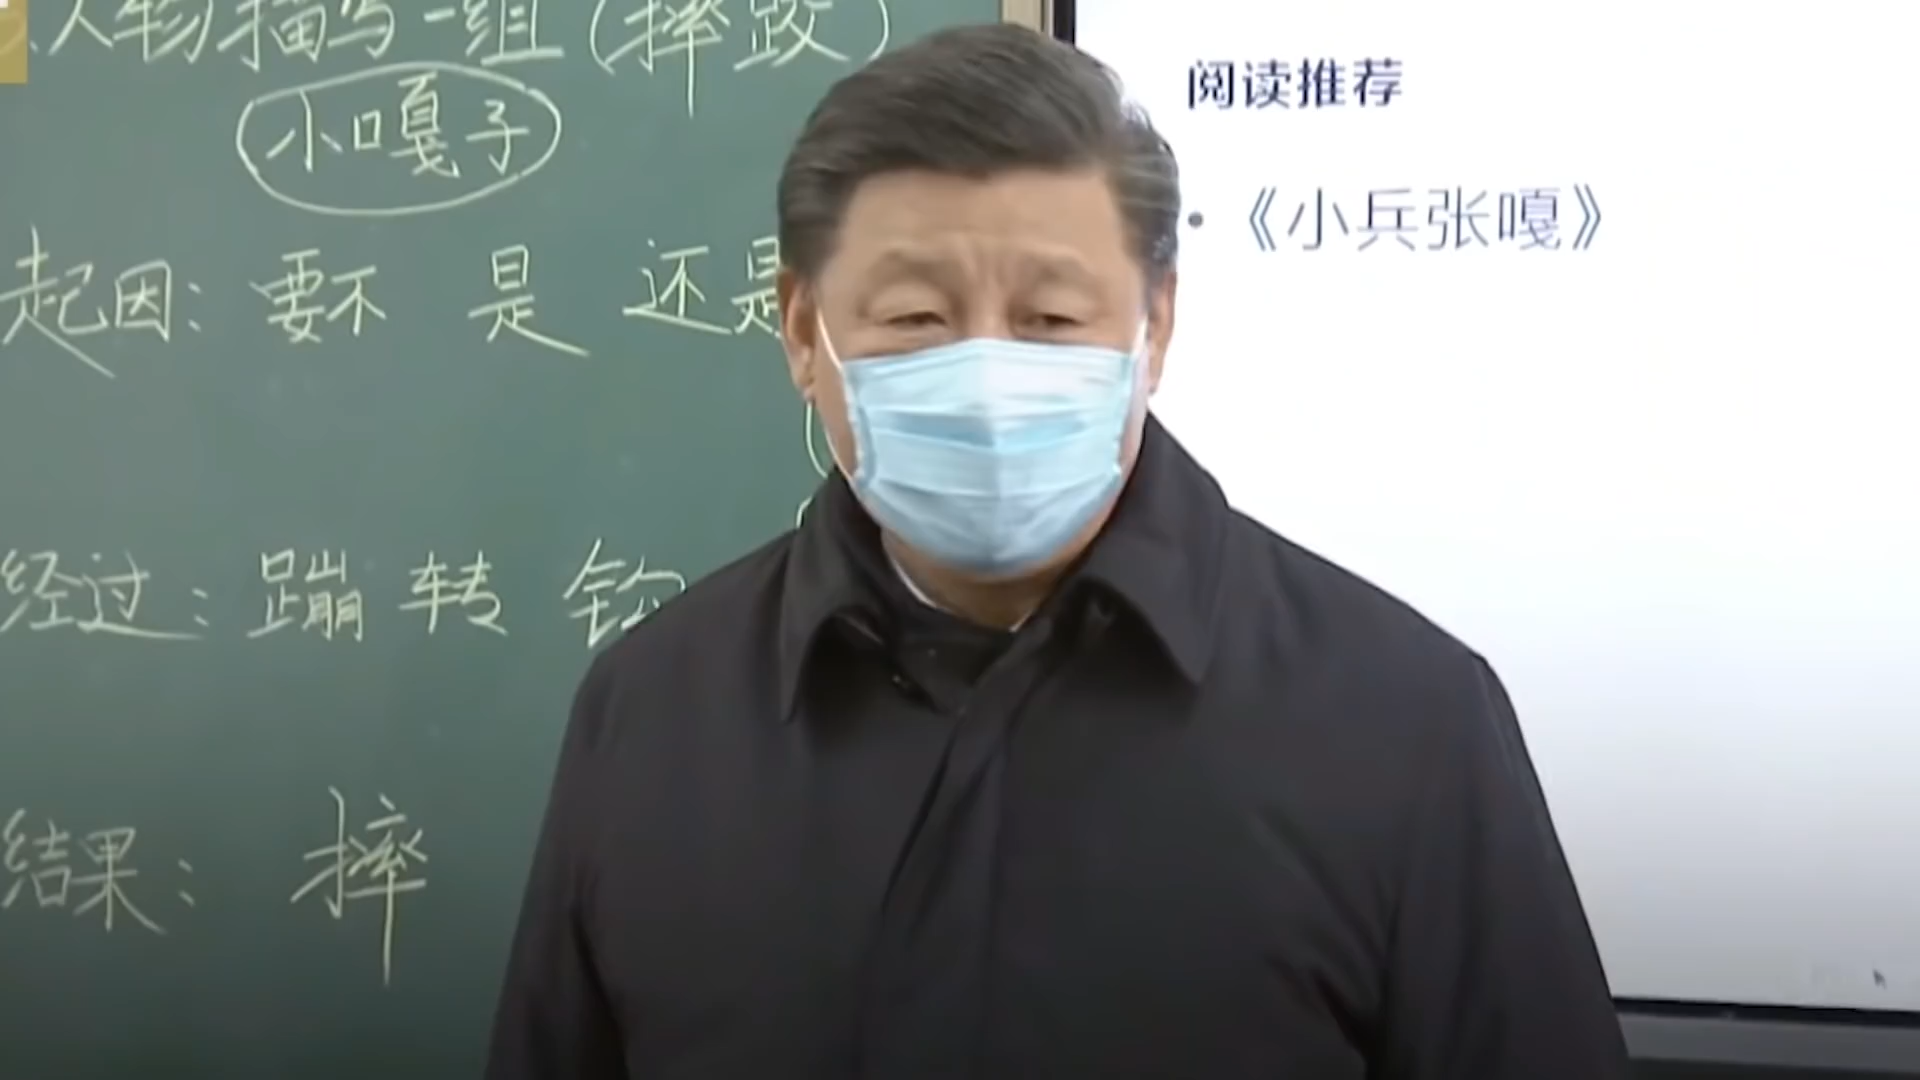 人物描写一组(摔跤)
小嘎子
起因：要不 是 还是
经过：蹦 转 钩
结果：摔
阅读推荐
•《小兵张嘎》